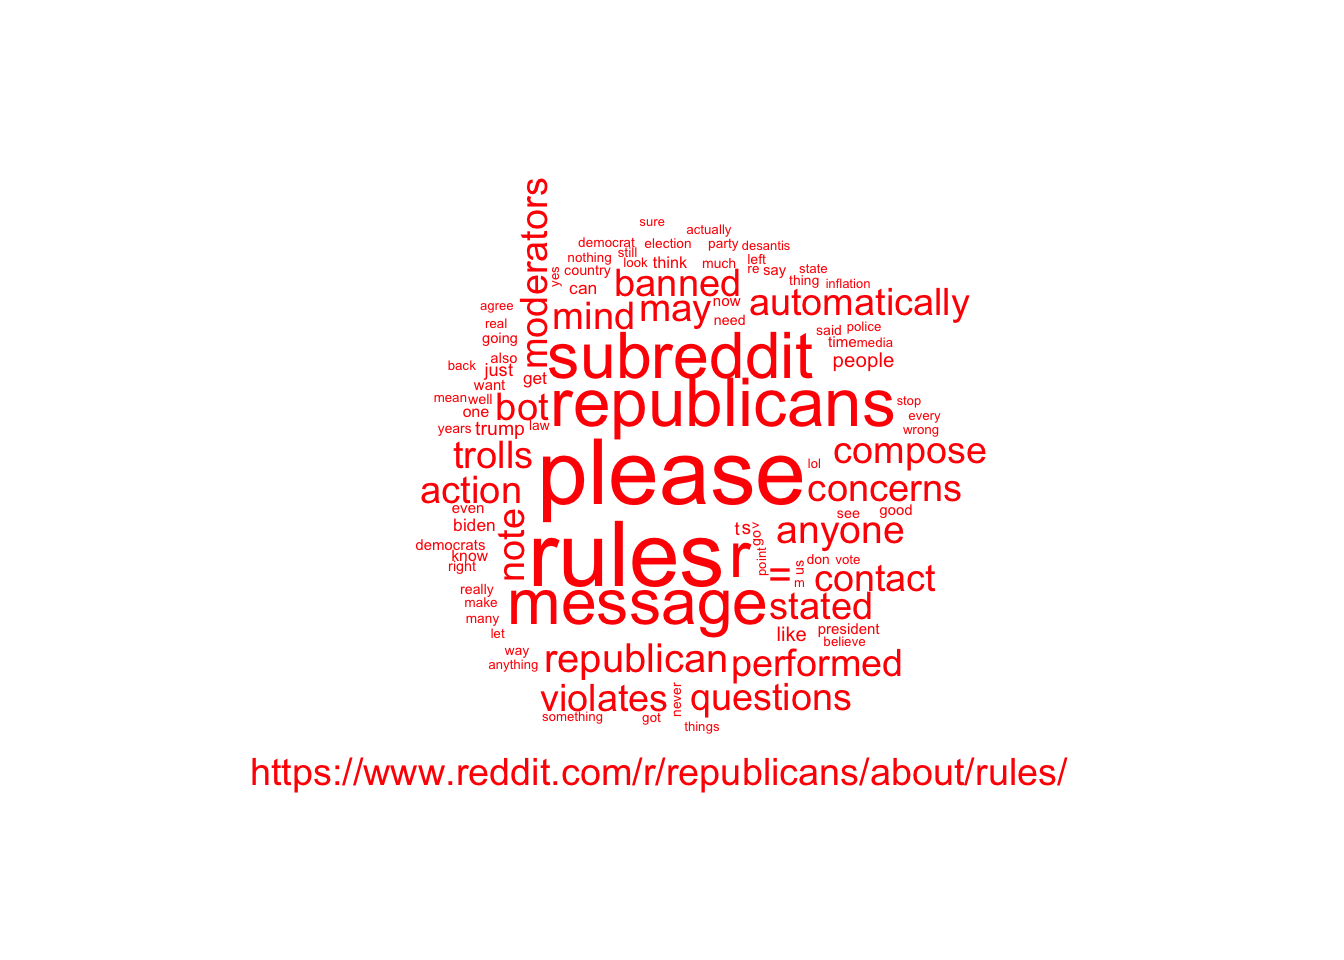 sure
actually
democrat election party desantis
nothing still left
country look think much re say state
yes can banned thing inflation
moderators mind may now automatically
agree need
real said police
going subreddit time media
also people
back just get
want
mean well bot republicans stop
one every
years trump law wrong
trolls please lol compose
action concerns
even see good
biden note t s gov anyone
democrats rules r point
know = us don vote
right m contact
really message stated
make
many like president
let believe
way republican performed
anything
violates never questions
something got
things
https://www.reddit.com/r/republicans/about/rules/